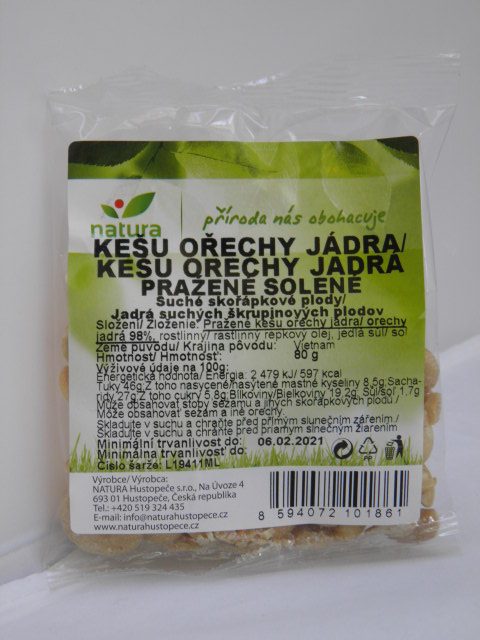 natura
příroda nás obohacuje
KEŠU OŘECHY JÁDRA/
KEŠU ORECHY JADRÁ
PRAŽENÉ SOLENÉ
Suché skořápkové plody/
Jadrá suchých škrupinových plodov
Složení/ Zloženie: Pražené kešu ořechy jádra/ orechy
jadrá 98%, rostlinný/ rastlinný řepkový olej, jedlá sůl/ soľ
Země původu/ Krajina pôvodu: Vietnam
Hmotnost/ Hmotnosť: 80 g
Výživové údaje na 100g:
Energetická hodnota/ Energia: 2 479 kJ/ 597 kcal
Tuky 46g,Z toho nasycené/nasýtené mastné kyseliny 8,5g,Sacha-
ridy 27g,Z toho cukry 5,8g,Bílkoviny/Bielkoviny 19,2g, Sůl/soľ 1,7g
Může obsahovat stopy sezamu a jiných skořápkových plodů /
Môže obsahovať sezam a iné orechy.
Skladujte v suchu a chraňte před přímým slunečním zářením /
Skladujte v suchu a chráňte pred priamym slnečným žiarením
Minimální trvanlivost do: 06.02.2021
Minimálna trvanlivosť do:
Číslo šarže: L19411ML
PP
Výrobce/ Výrobca:
NATURA Hustopeče s.r.o., Na Úvoze 4
693 01 Hustopeče, Česká republika
Tel.: +420 519 324 435
E-mail: info@naturahustopece.cz
www.naturahustopece.cz
8 594072 101861